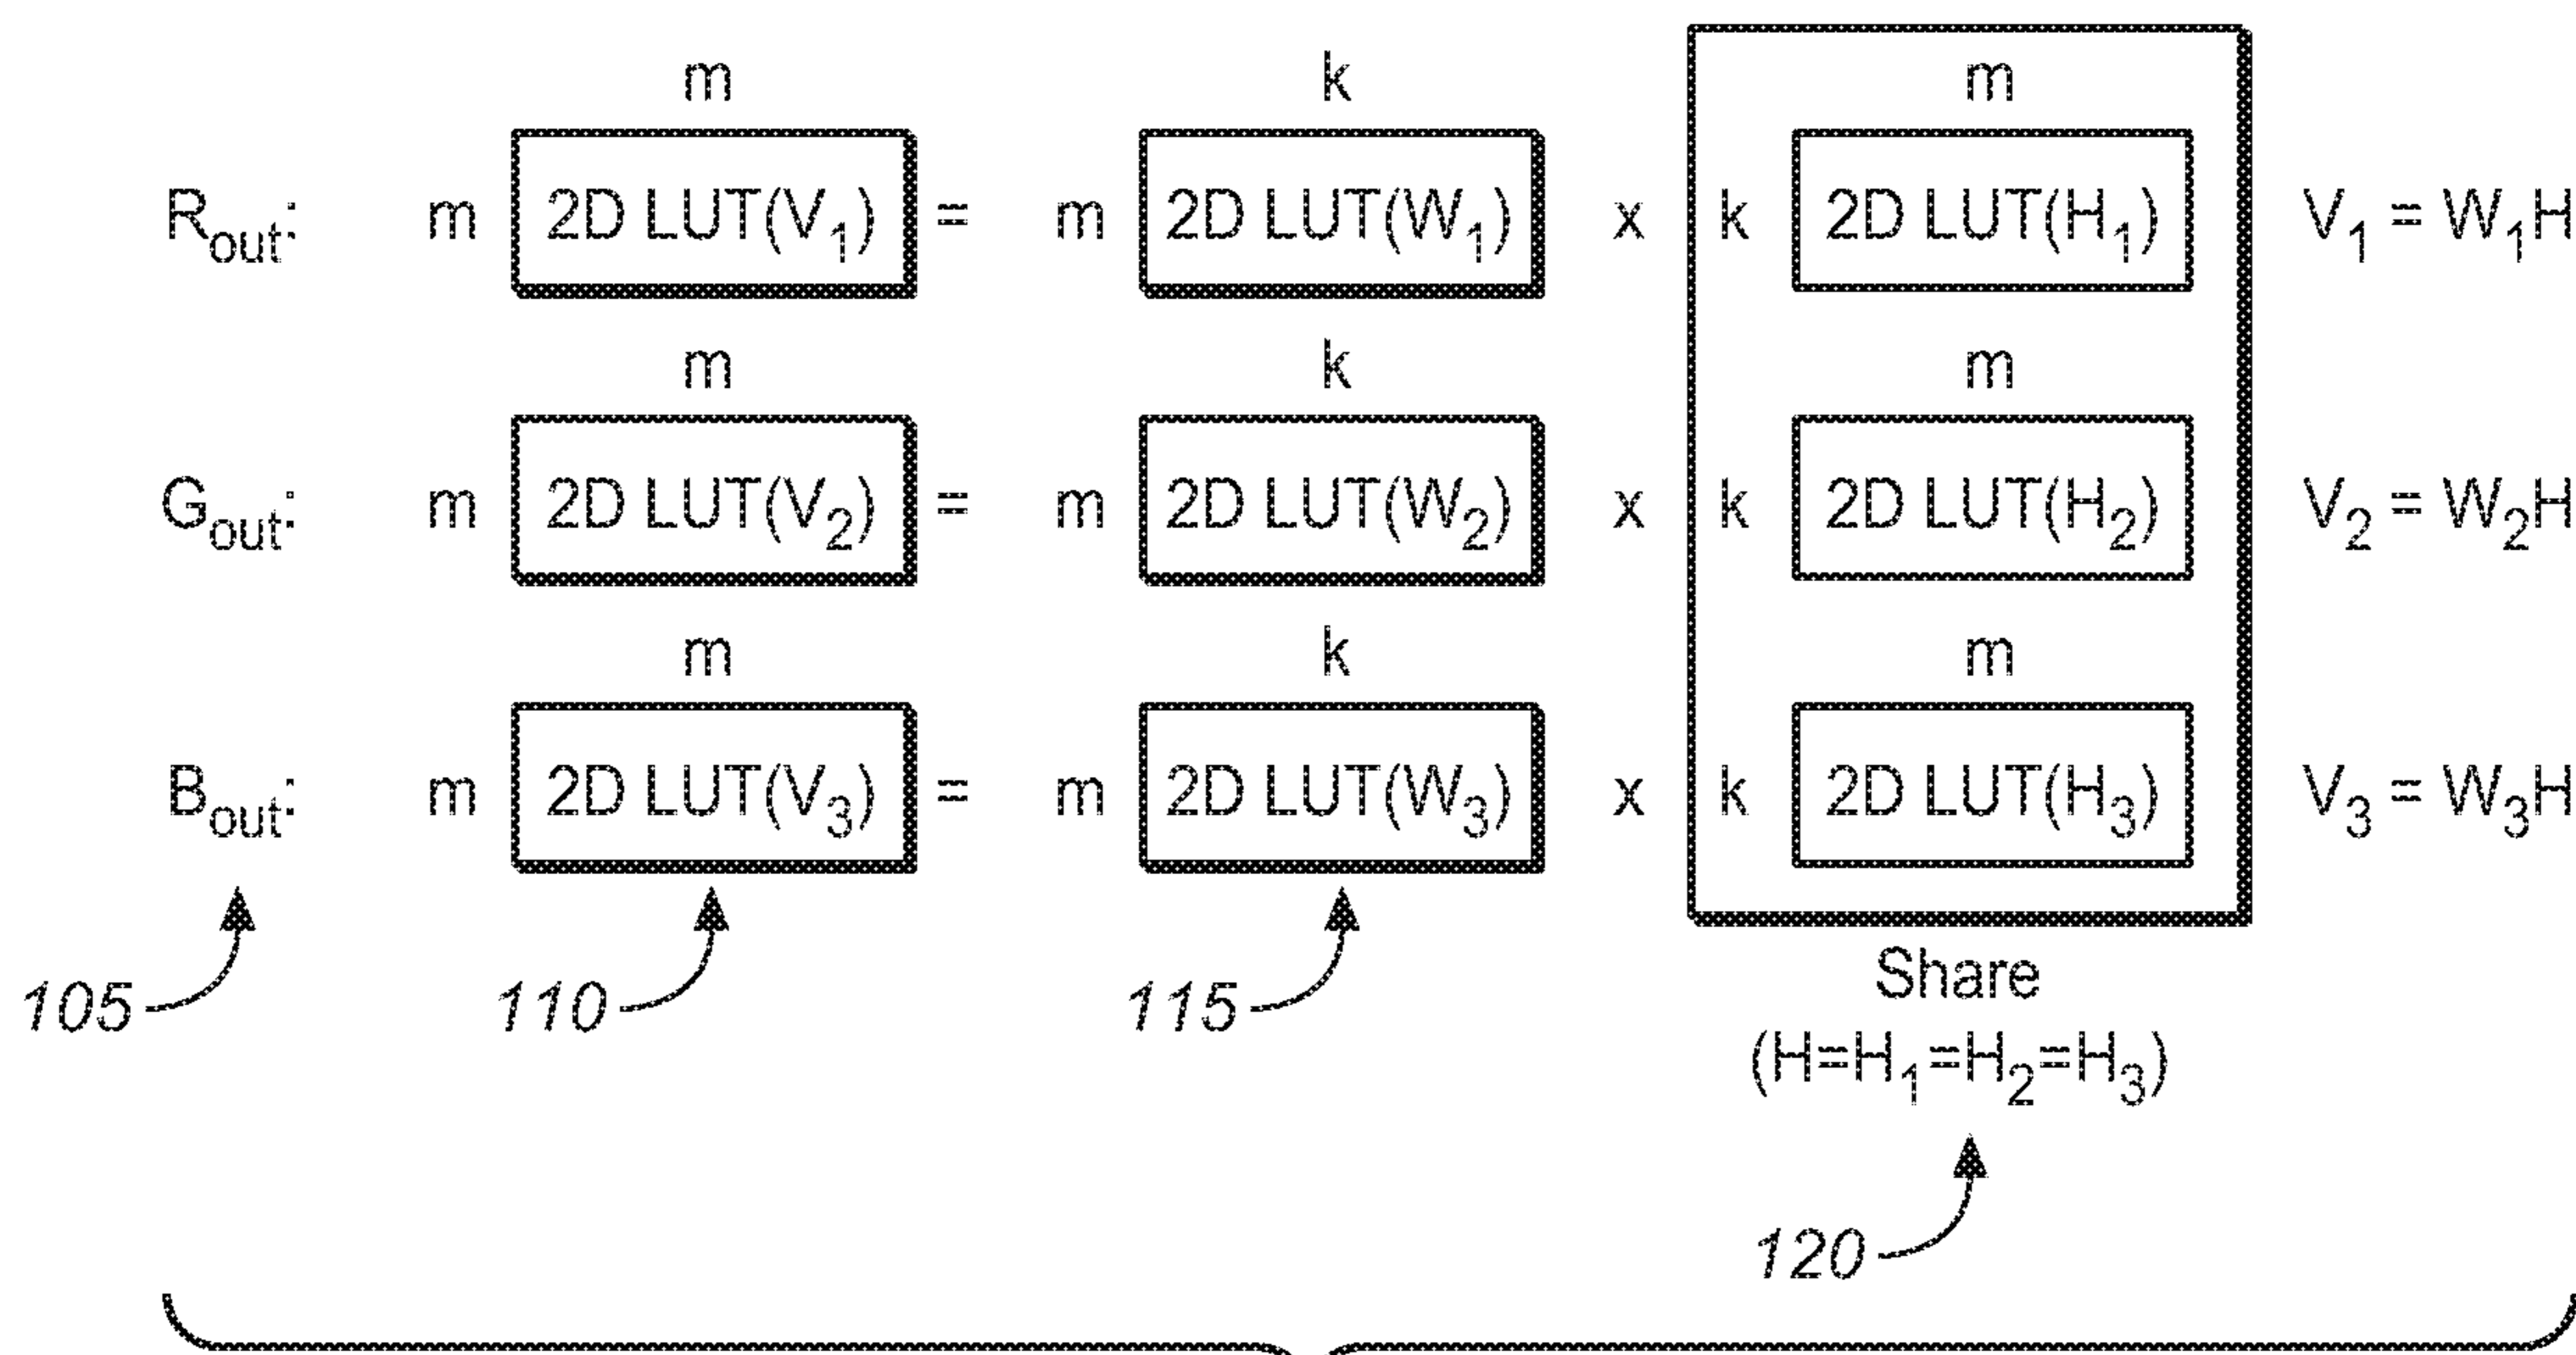 m k m
R_out: m 2D LUT(V_1) = m 2D LUT(W_1) x k 2D LUT(H_1) V_1 = W_1H
m k m
G_out: m 2D LUT(V_2) = m 2D LUT(W_2) x k 2D LUT(H_2) V_2 = W_2H
m k m
B_out: m 2D LUT(V_3) = m 2D LUT(W_3) x k 2D LUT(H_3) V_3 = W_3H
105 110 115 Share
(H=H_1=H_2=H_3)
120